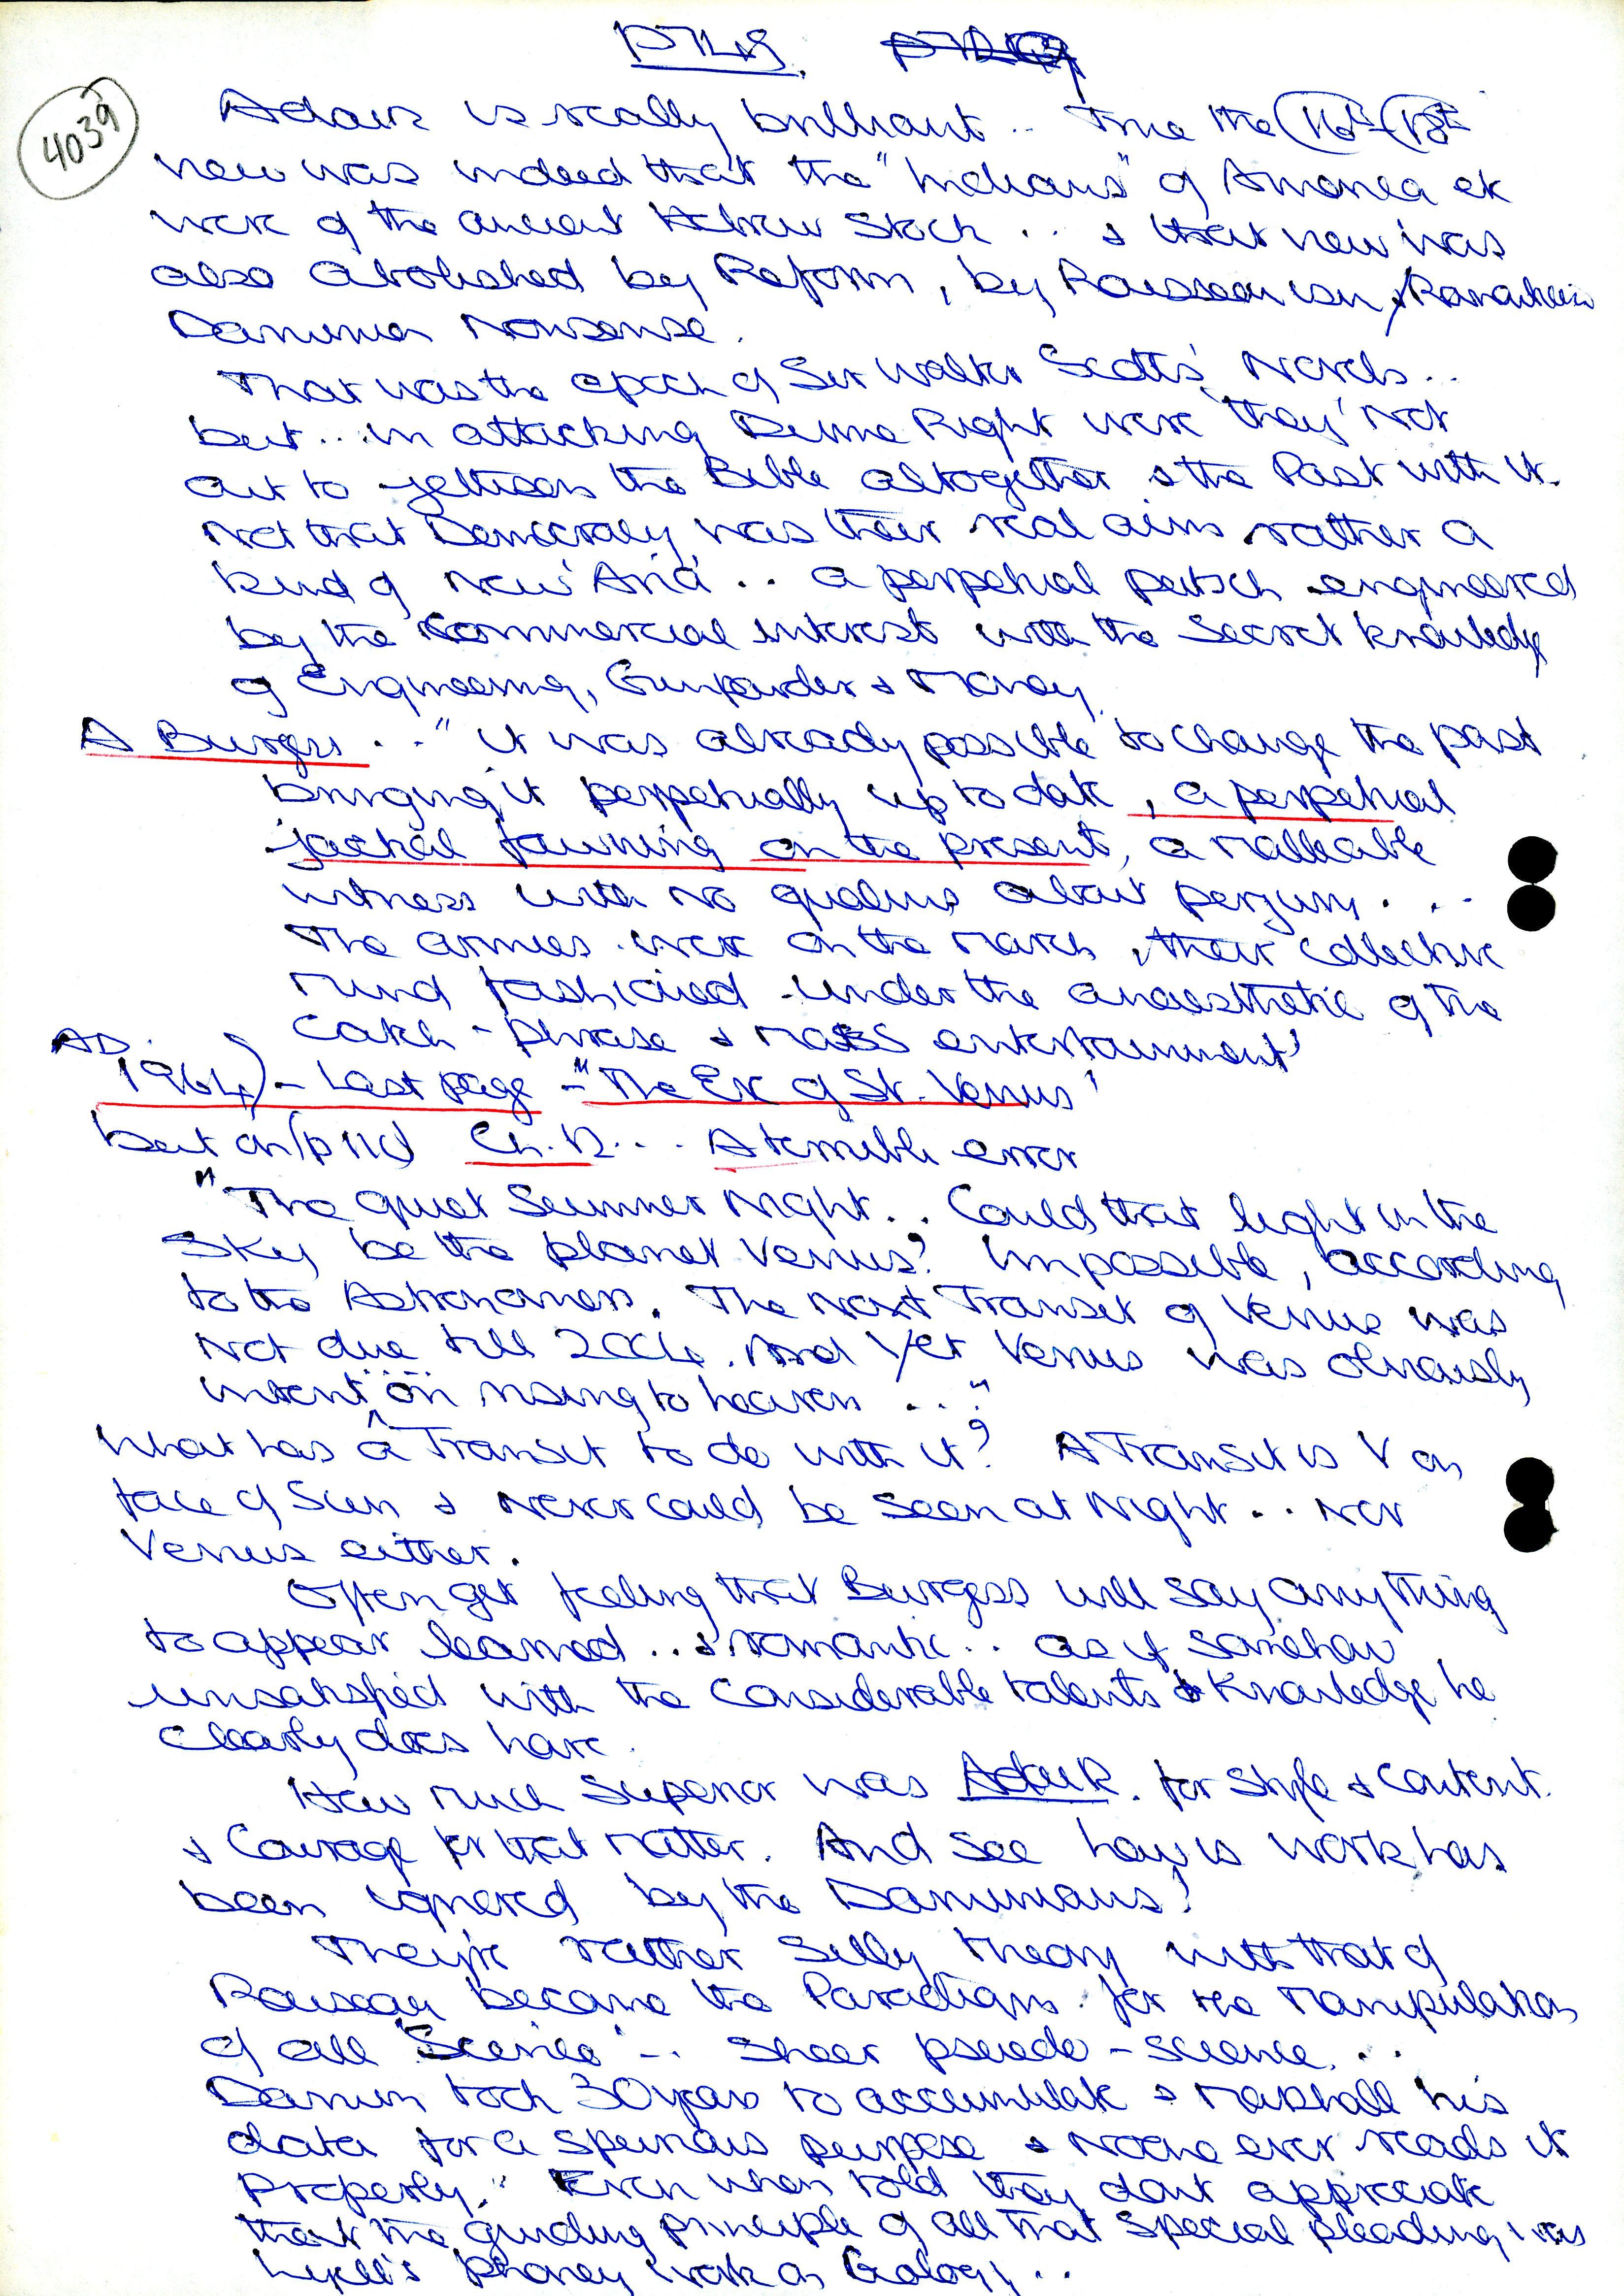 4039
P745.
Adair is really brilliant .. True the 16th - 18th
view was indeed that the "Indians" of America etc
were of the ancient Hebrew Stock .. & that view was
also abolished by Reform, by Rousseau
Darwinian Nonsense.
That was the epoch of Sir Walter Scotts' Novels ..
but .. in attacking Divine Right were 'they' not
out to jettison the Bible altogether & the Past with it.
Not that Democracy was their real aim rather a
kind of New 'Aria' .. a perpetual putsch engineered
by the Commercial interests with the Secret knowledge
of Engineering, Gunpowder & Money.
A Burgess .. "it was already possible to change the past
bringing it perpetually up to date, a perpetual
jackal fawning on the present, a malleable
witness with no qualms about perjury ...
The armies were on the march, their collective
mind fashioned under the anaesthetic of the
catch-phrase & mass entertainment'
AD.
1964) - Last page - "The Eve of St. Venus'
but on (p 116) Ch. 12 ... A terrible error
"The quiet Summer Night .. Could that light in the
Sky be the planet Venus? Impossible, according
to the Astronomers. The Next Transit of Venus was
not due till 2004. And Yet Venus was obviously
intent on rising to heaven ..."
What has a Transit to do with it? A Transit is V on
face of Sun & never could be seen at Night .. nor
Venus either.
Often get feeling that Burgess will say anything
to appear learned .. & romantic .. as if somehow
unsatisfied with the considerable talents & knowledge he
clearly does have.
How much Superior was Adair. for Style & Content.
& Courage for that matter. And see how is work has
been ignored by the Darwinians!
They're rather silly theory with that of
Rousseau became the Paradigm for the manipulation
of all 'Science' .. Sheer pseudo-science ...
Darwin took 30 years to accumulate & marshall his
data for a spurious purpose & no one ever reads it
properly. Even when told they dont appreciate
that the guiding principle of all that special pleading was
Lyell's phoney work on Geology ..